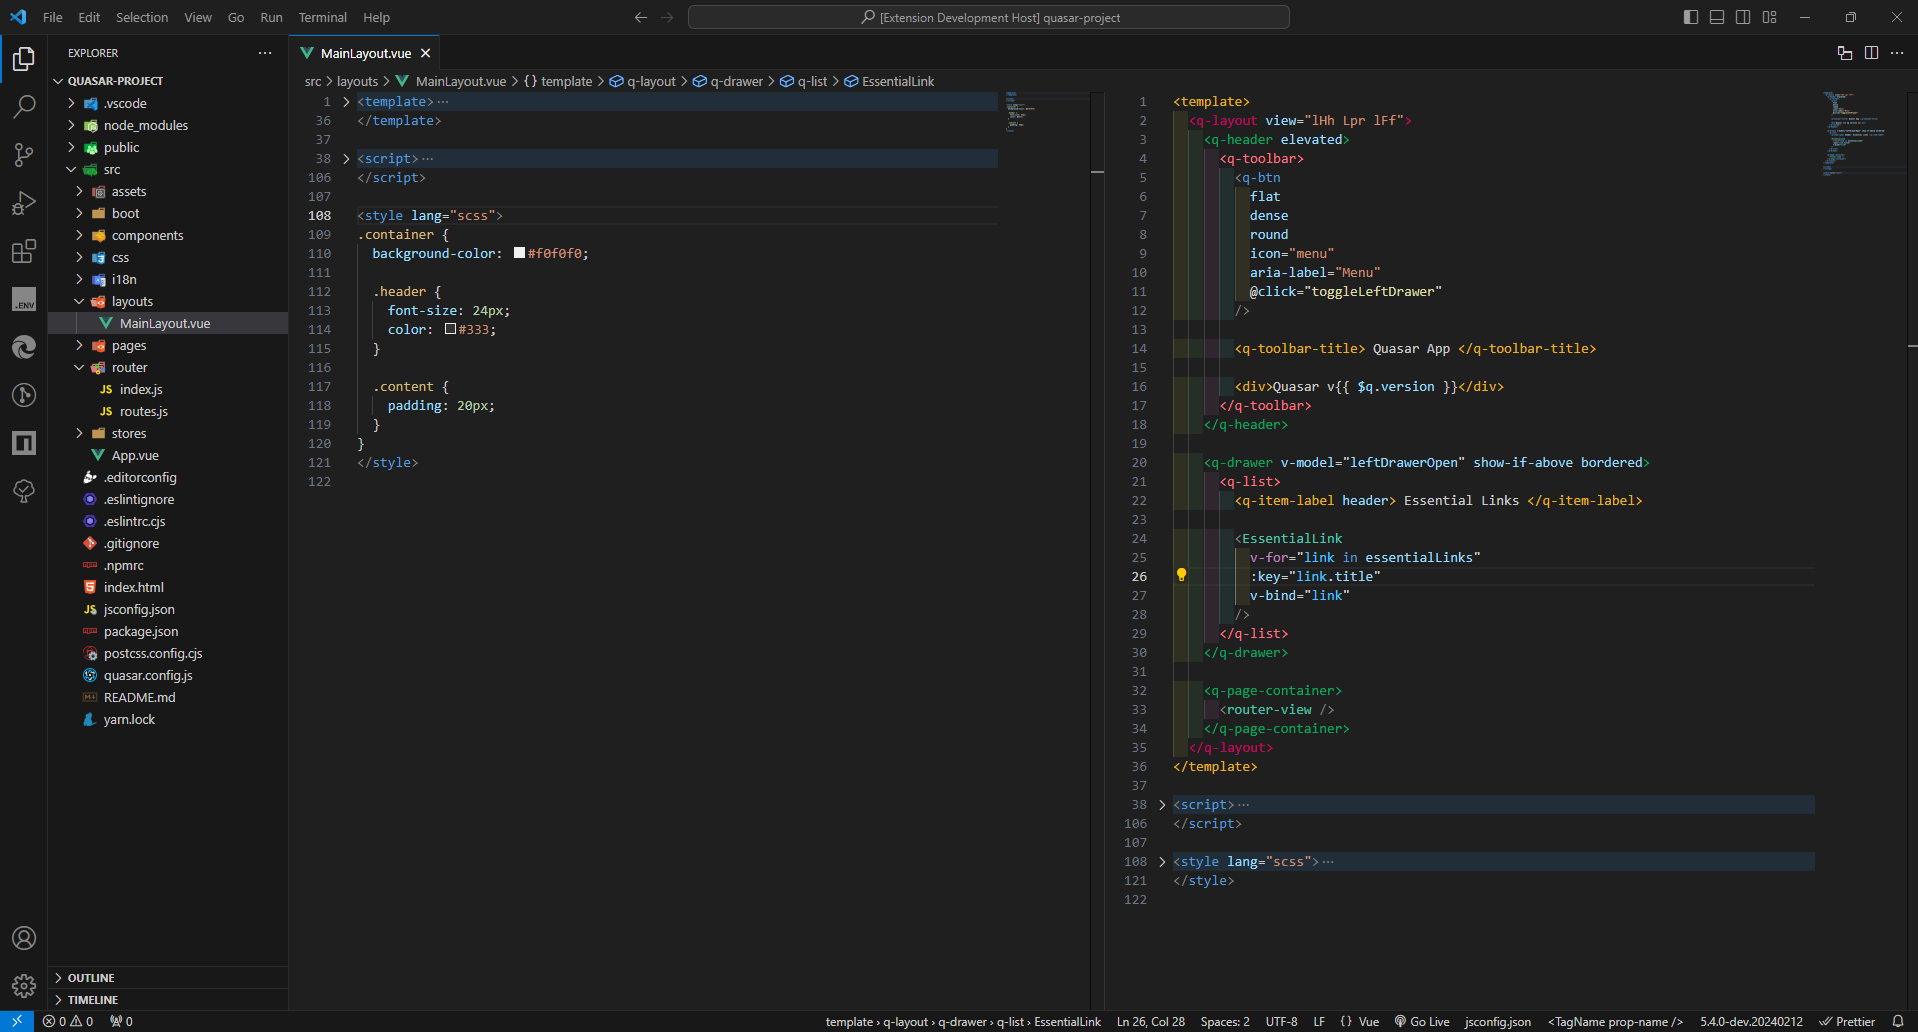 File Edit Selection View Go Run Terminal Help
[Extension Development Host] quasar-project
EXPLORER
QUASAR-PROJECT
.vscode
node_modules
public
src
assets
boot
components
css
i18n
layouts
MainLayout.vue
pages
router
JS index.js
JS routes.js
stores
App.vue
.editorconfig
.eslintignore
.eslintrc.cjs
.gitignore
.npmrc
index.html
JS jsconfig.json
package.json
postcss.config.cjs
quasar.config.js
README.md
yarn.lock
OUTLINE
TIMELINE
.ENV
MainLayout.vue
src > layouts > MainLayout.vue > {} template > q-layout > q-drawer > q-list > EssentialLink
1 <template>...
36 </template>
37
38 <script>...
106 </script>
107
108 <style lang="scss">
109 .container {
110 background-color: #f0f0f0;
111
112 .header {
113 font-size: 24px;
114 color: #333;
115 }
116
117 .content {
118 padding: 20px;
119 }
120 }
121 </style>
122
1 <template>
2 <q-layout view="lHh Lpr lFf">
3 <q-header elevated>
4 <q-toolbar>
5 <q-btn
6 flat
7 dense
8 round
9 icon="menu"
10 aria-label="Menu"
11 @click="toggleLeftDrawer"
12 />
13
14 <q-toolbar-title> Quasar App </q-toolbar-title>
15
16 <div>Quasar v{{ $q.version }}</div>
17 </q-toolbar>
18 </q-header>
19
20 <q-drawer v-model="leftDrawerOpen" show-if-above bordered>
21 <q-list>
22 <q-item-label header> Essential Links </q-item-label>
23
24 <EssentialLink
25 v-for="link in essentialLinks"
26 :key="link.title"
27 v-bind="link"
28 />
29 </q-list>
30 </q-drawer>
31
32 <q-page-container>
33 <router-view />
34 </q-page-container>
35 </q-layout>
36 </template>
37
38 <script>...
106 </script>
107
108 <style lang="scss">...
121 </style>
122
0 0 0 template › q-layout › q-drawer › q-list › EssentialLink Ln 26, Col 28 Spaces: 2 UTF-8 LF {} Vue Go Live jsconfig.json <TagName prop-name /> 5.4.0-dev.20240212 Prettier